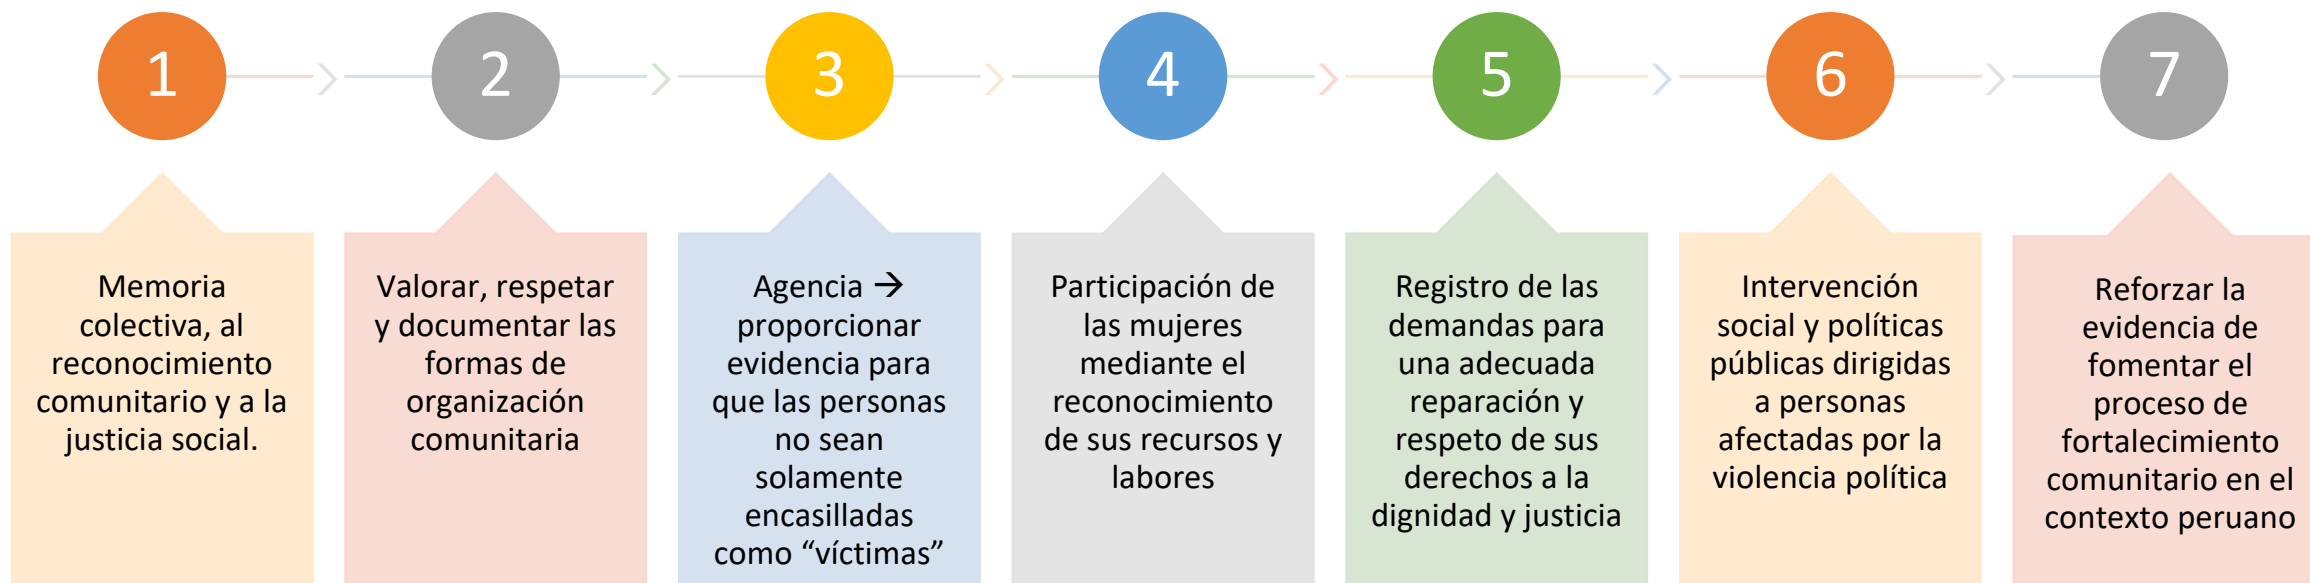 1
2
3
4
5
6
7
Memoria
colectiva, al
reconocimiento
comunitario y a la
justicia social.
Valorar, respetar
y documentar las
formas de
organización
comunitaria
Agencia →
proporcionar
evidencia para
que las personas
no sean
solamente
encasilladas
como “víctimas”
Participación de
las mujeres
mediante el
reconocimiento
de sus recursos y
labores
Registro de las
demandas para
una adecuada
reparación y
respeto de sus
derechos a la
dignidad y justicia
Intervención
social y políticas
públicas dirigidas
a personas
afectadas por la
violencia política
Reforzar la
evidencia de
fomentar el
proceso de
fortalecimiento
comunitario en el
contexto peruano